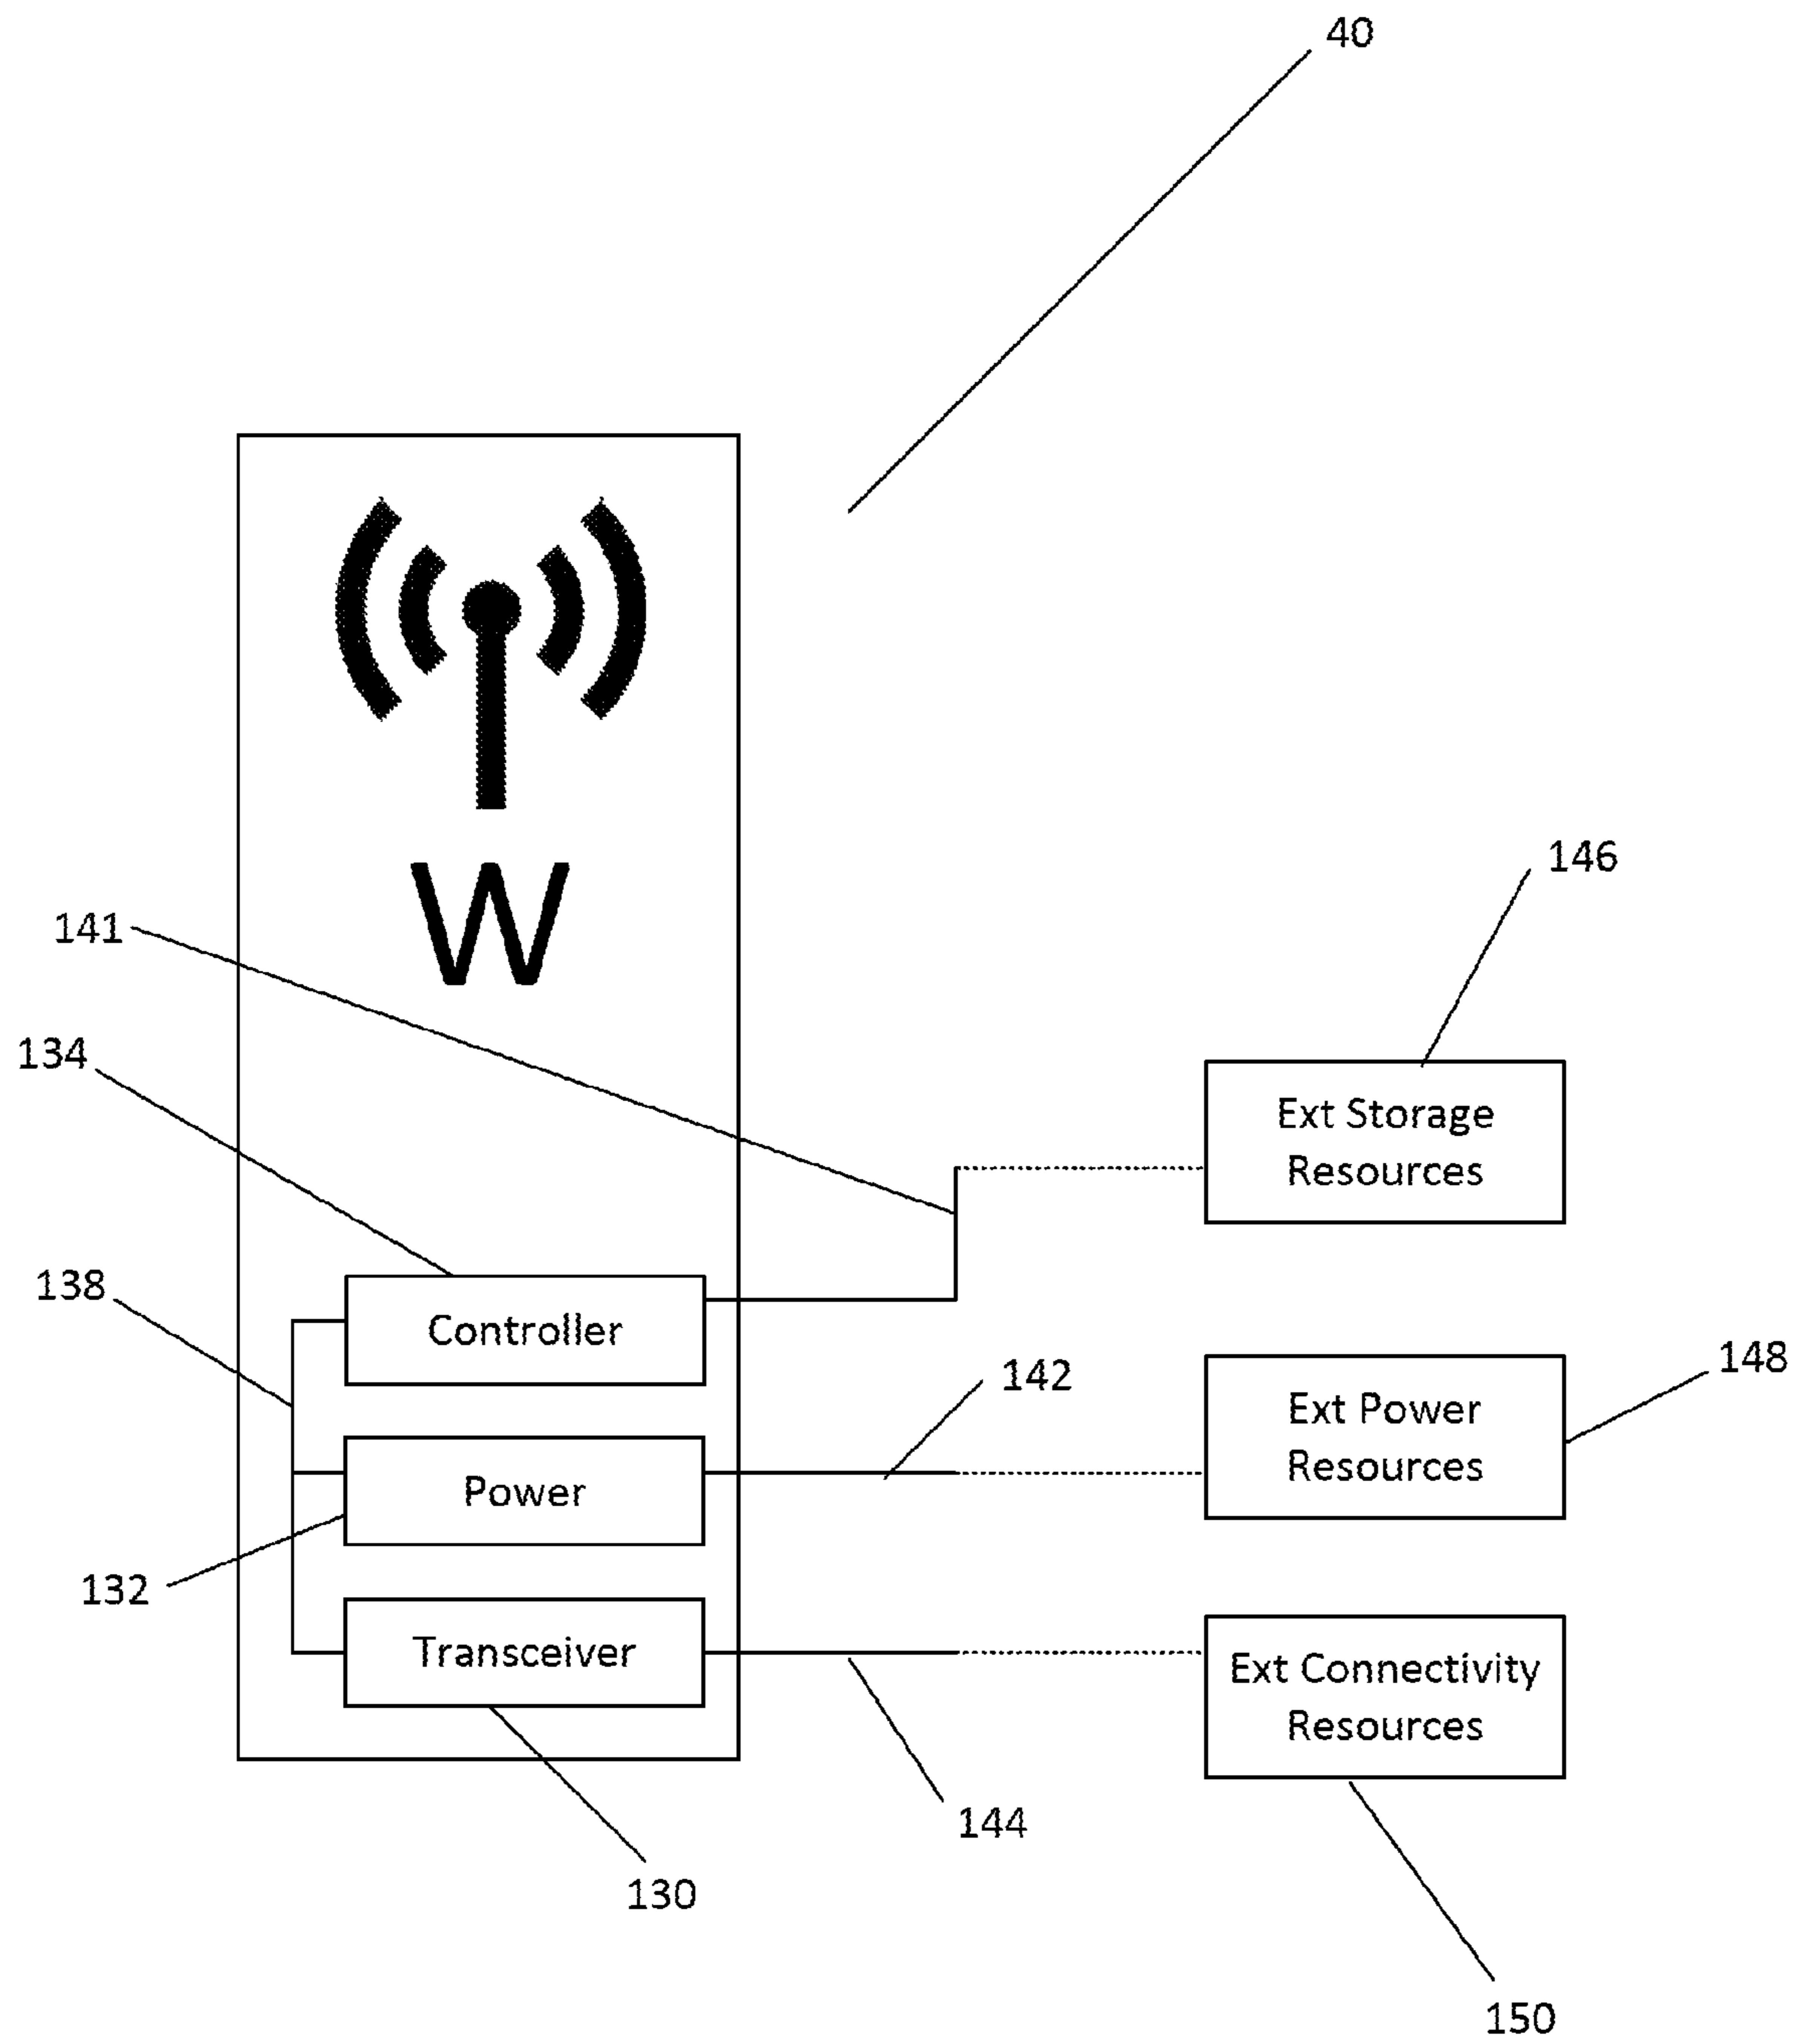 40
W
146
141
134
Ext Storage
Resources
138
Controller
142
148
Ext Power
Resources
Power
132
Transceiver
Ext Connectivity
Resources
144
130
150